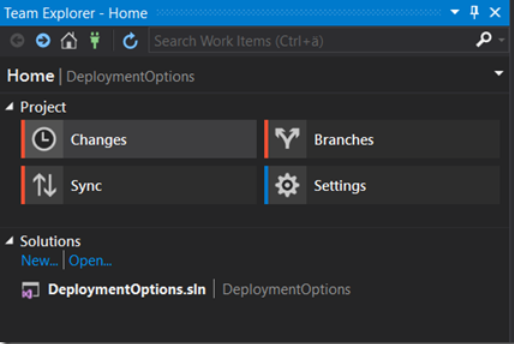 Team Explorer - Home
Search Work Items (Ctrl+ä)
Home | DeploymentOptions
Project
Changes
Branches
Sync
Settings
Solutions
New... | Open...
DeploymentOptions.sln | DeploymentOptions